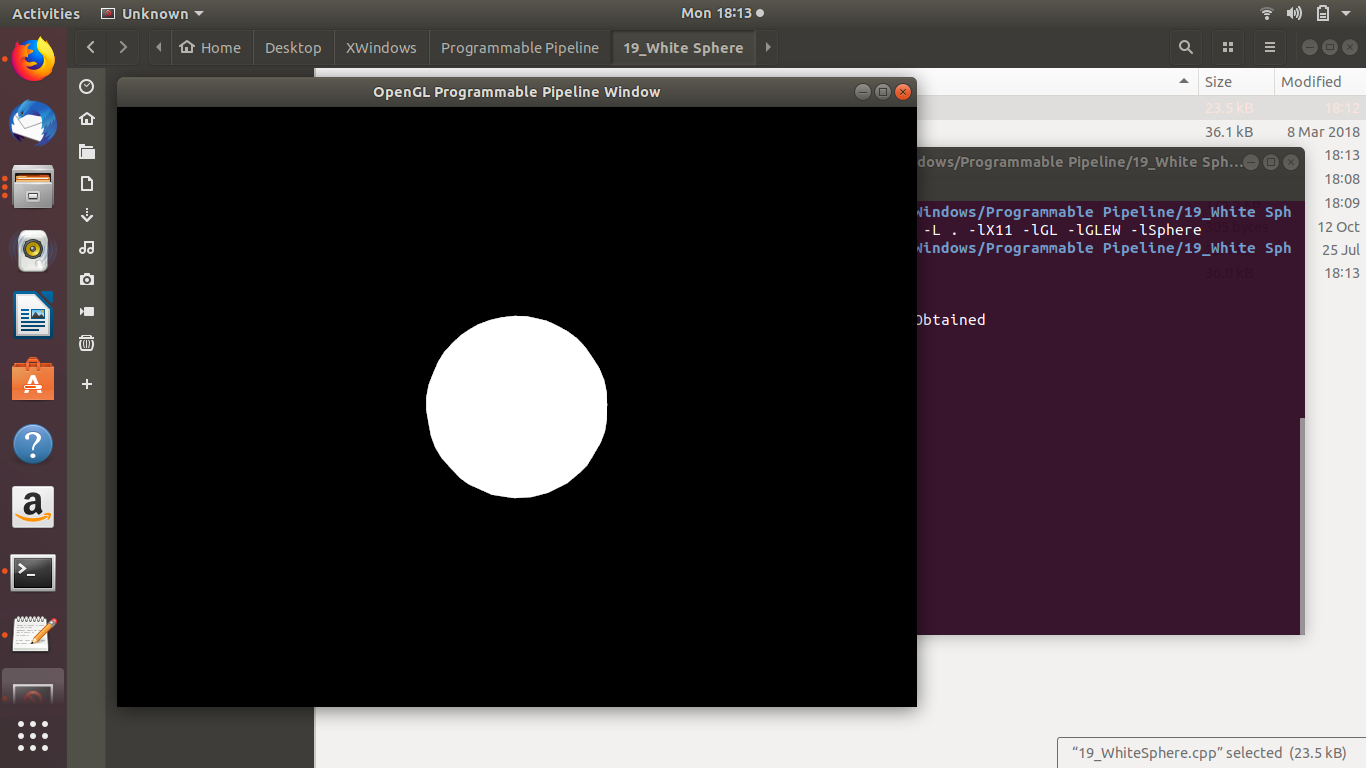 Activities Unknown Mon 18:13
Home Desktop XWindows Programmable Pipeline 19_White Sphere
Size Modified
OpenGL Programmable Pipeline Window
23.5 kB 18:12
36.1 kB 8 Mar 2018
18:13
dows/Programmable Pipeline/19_White Sph...
18:08
18:09
Windows/Programmable Pipeline/19_White Sph
-L . -lX11 -lGL -lGLEW -lSphere
12 Oct
Windows/Programmable Pipeline/19_White Sph
25 Jul
18:13
Obtained
“19_WhiteSphere.cpp” selected (23.5 kB)